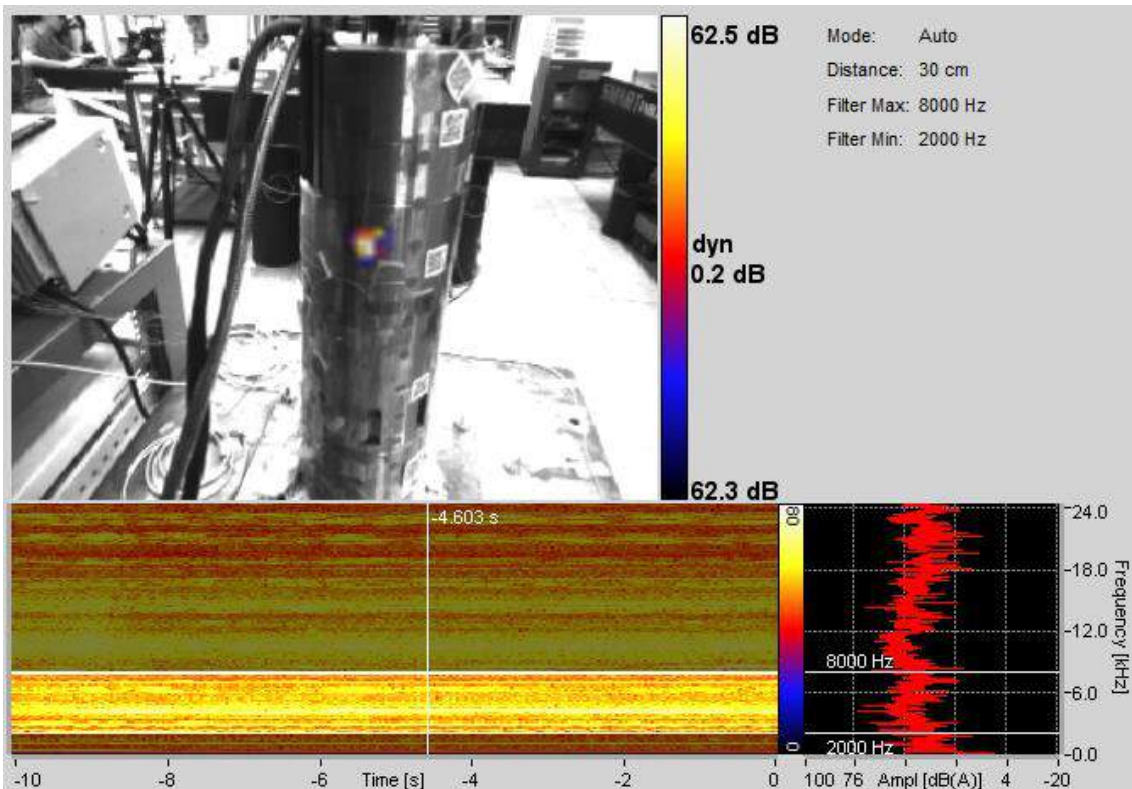 62.5 dB
dyn
0.2 dB
62.3 dB
Mode: Auto
Distance: 30 cm
Filter Max: 8000 Hz
Filter Min: 2000 Hz
-4.603 s
80
0
8000 Hz
2000 Hz
24.0
18.0
12.0
6.0
0.0
Frequency [kHz]
-10 -8 -6 Time [s] -4 -2 0
100 76 Ampl [dB(A)] 4 -20